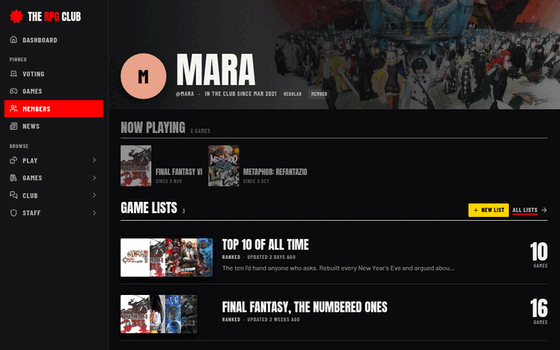 THE RPG CLUB
DASHBOARD
PINNED
VOTING
GAMES
MEMBERS
NEWS
BROWSE
PLAY
GAMES
CLUB
STAFF
M
MARA
@MARA · IN THE CLUB SINCE MAR 2021 REGULAR MEMBER
NOW PLAYING 2 GAMES
FINAL FANTASY VI
SINCE 3 NOV
METAPHOR: REFANTAZIO
SINCE 2 OCT
GAME LISTS 3
+ NEW LIST
ALL LISTS →
TOP 10 OF ALL TIME
RANKED · UPDATED 2 DAYS AGO
The ten I'd hand anyone who asks. Rebuilt every New Year's Eve and argued abou...
10
GAMES
FINAL FANTASY, THE NUMBERED ONES
RANKED · UPDATED 2 WEEKS AGO
16
GAMES